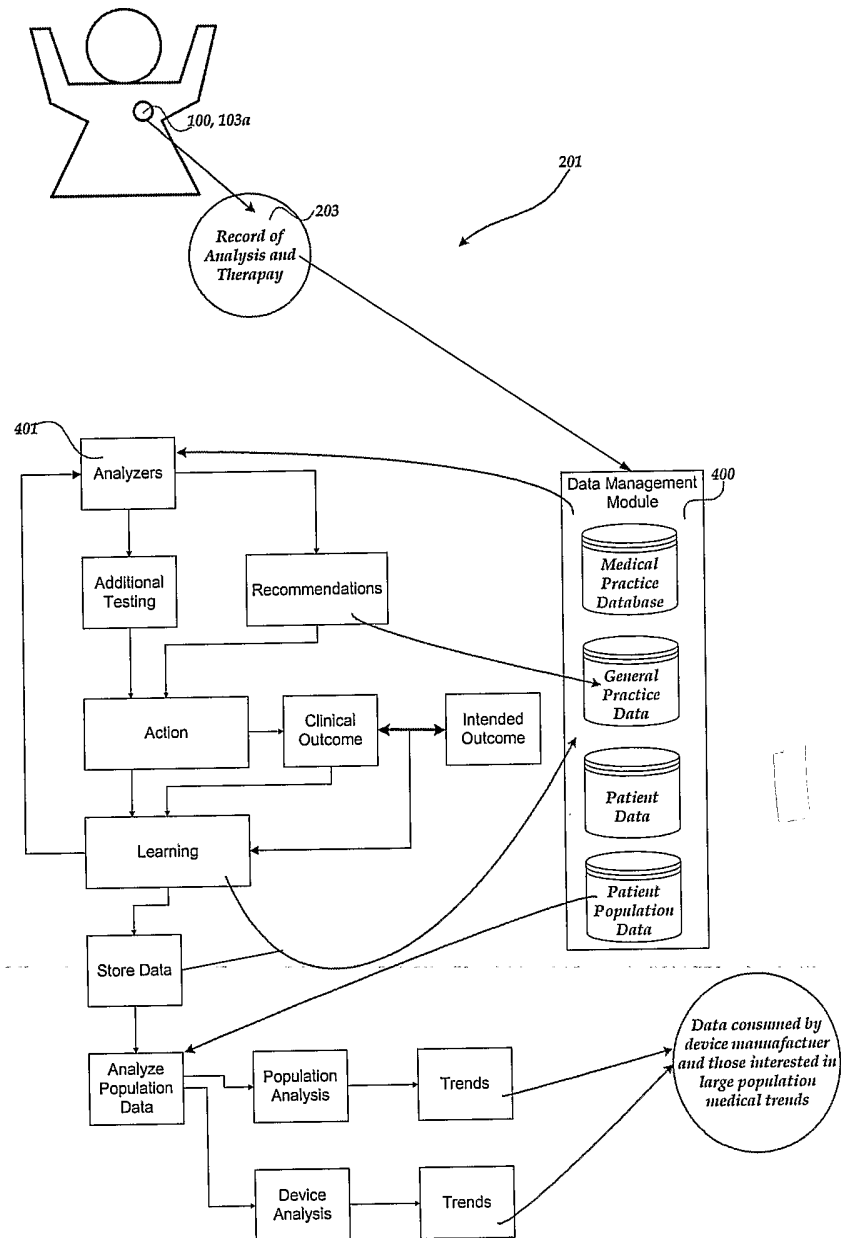 100, 103a
201
203
Record of
Analysis and
Therapay
401
Analyzers
Data Management
Module
400
Medical
Practice
Database
Additional
Testing
Recommendations
General
Practice
Data
Action
Clinical
Outcome
Intended
Outcome
Patient
Data
Learning
Patient
Population
Data
Store Data
Data consumed by
device manuafactuer
and those interested in
large population
medical trends
Analyze
Population
Data
Population
Analysis
Trends
Device
Analysis
Trends